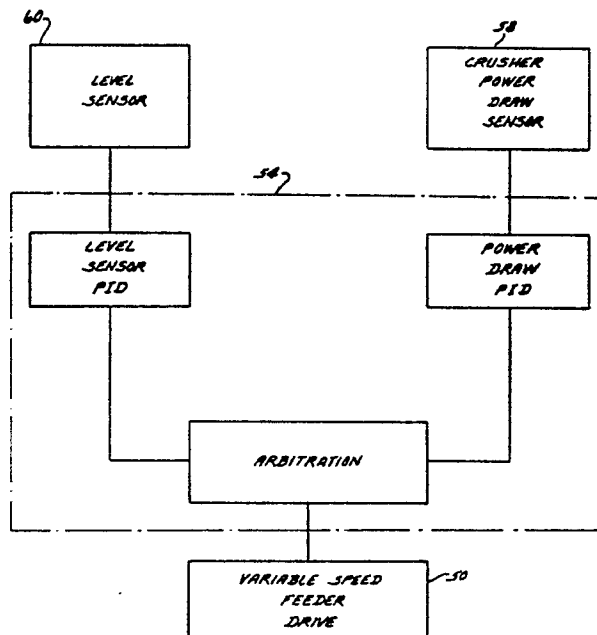 60
LEVEL
SENSOR
58
CRUSHER
POWER
DRAW
SENSOR
54
LEVEL
SENSOR
PID
POWER
DRAW
PID
ARBITRATION
VARIABLE SPEED
FEEDER
DRIVE
50